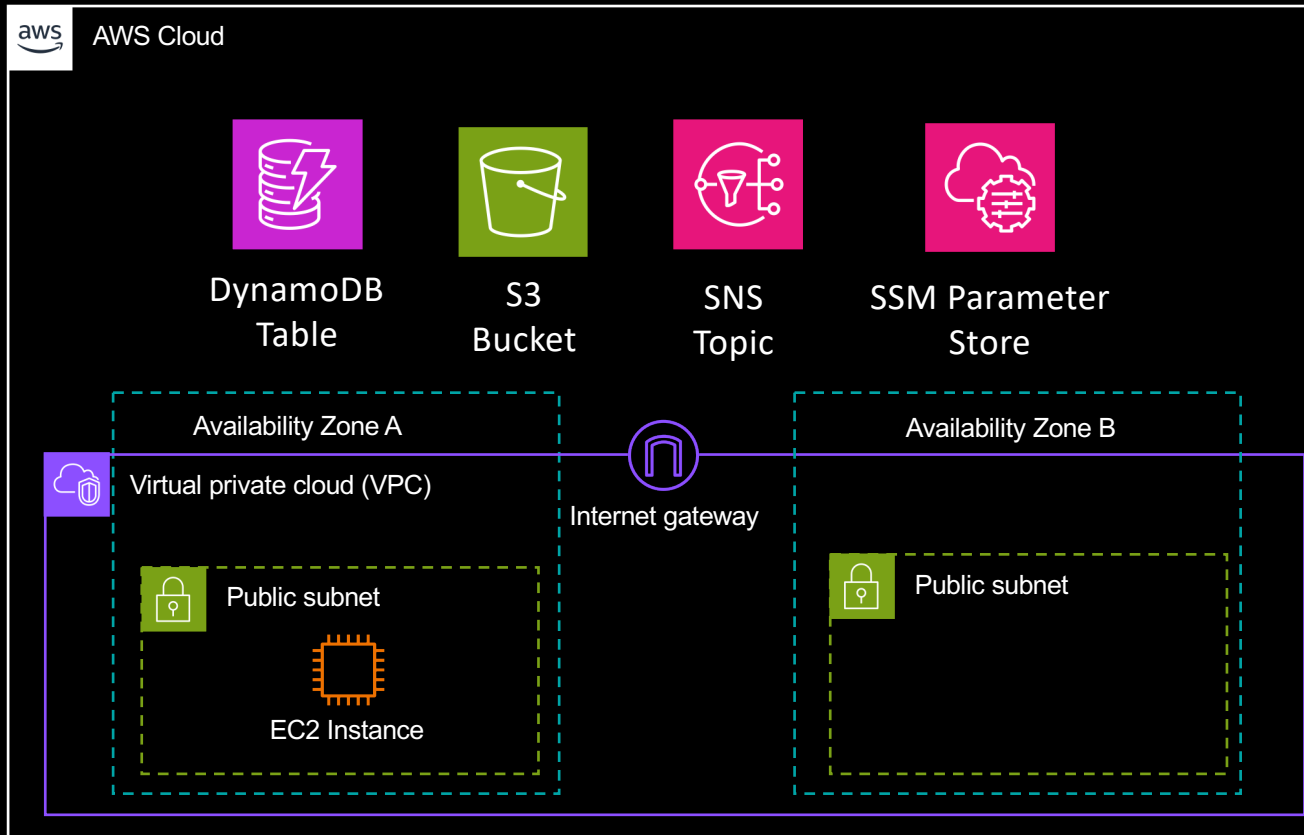 aws
AWS Cloud
DynamoDB
Table
S3
Bucket
SNS
Topic
SSM Parameter
Store
Availability Zone A
Availability Zone B
Virtual private cloud (VPC)
Internet gateway
Public subnet
Public subnet
EC2 Instance